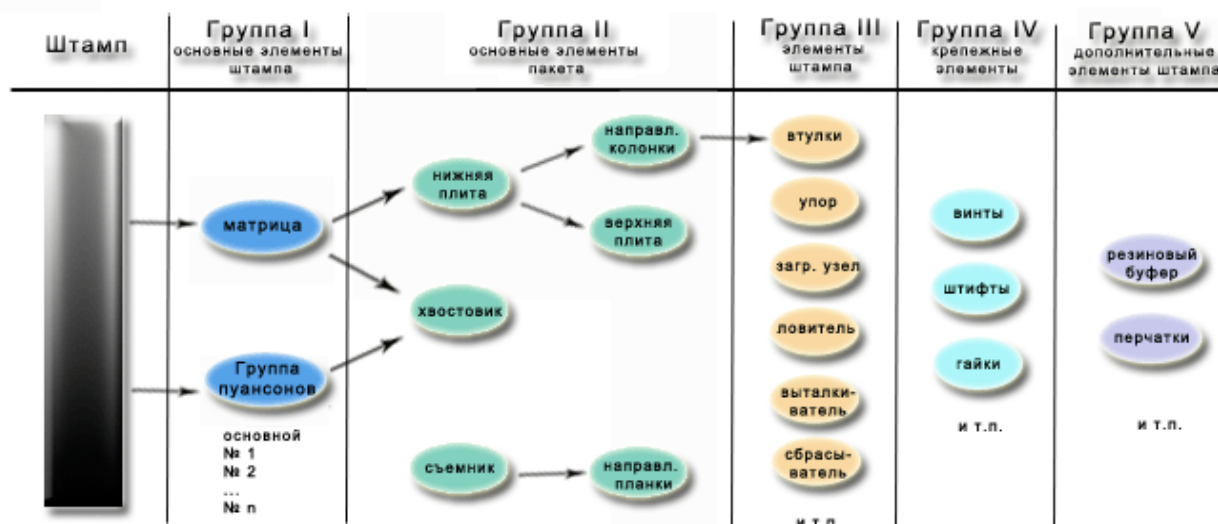 Штамп
Группа I
основные элементы
штампа
Группа II
основные элементы
пакета
Группа III
элементы
штампа
Группа IV
крепежные
элементы
Группа V
дополнительные
элементы штампа
матрица
Группа
пуансонов
основной
№ 1
№ 2
...
№ n
нижняя
плита
хвостовик
съемник
направл.
колонки
верхняя
плита
направл.
планки
втулки
упор
загр. узел
ловитель
выталки-
ватель
сбрасы-
ватель
и т.п.
винты
штифты
гайки
и т.п.
резиновый
буфер
перчатки
и т.п.